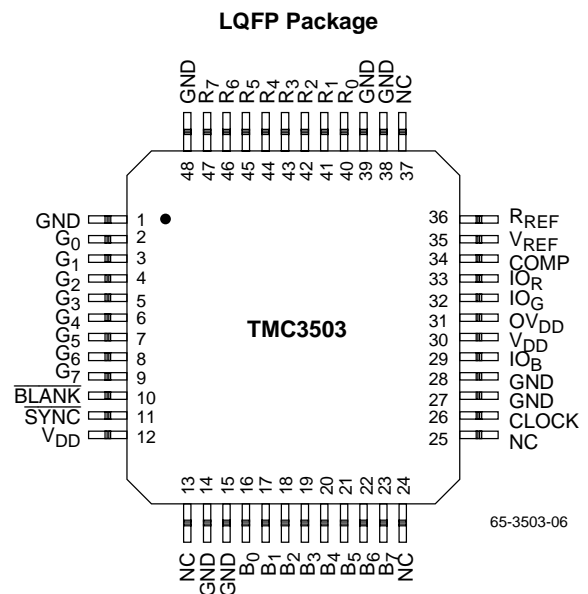 LQFP Package
GND R7 R6 R5 R4 R3 R2 R1 R0 GND GND NC
48 47 46 45 44 43 42 41 40 39 38 37
GND 1
G0 2
G1 3
G2 4
G3 5
G4 6
G5 7
G6 8
G7 9
BLANK 10
SYNC 11
VDD 12
TMC3503
36 RREF
35 VREF
34 COMP
33 IOR
32 IOG
31 OVDD
30 VDD
29 IOB
28 GND
27 GND
26 CLOCK
25 NC
13 14 15 16 17 18 19 20 21 22 23 24
NC GND GND B0 B1 B2 B3 B4 B5 B6 B7 NC
65-3503-06